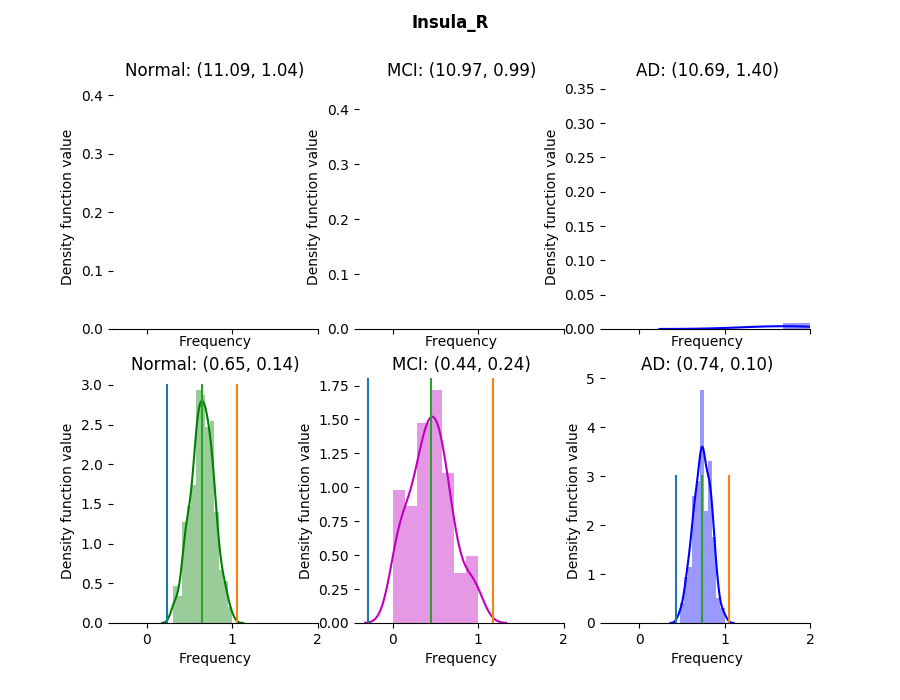 Insula_R
Normal: (11.09, 1.04)
MCI: (10.97, 0.99)
AD: (10.69, 1.40)
Density function value
0.4
0.3
0.2
0.1
0.0
Frequency
Density function value
0.4
0.3
0.2
0.1
0.0
Frequency
Density function value
0.35
0.30
0.25
0.20
0.15
0.10
0.05
0.00
Frequency
Normal: (0.65, 0.14)
MCI: (0.44, 0.24)
AD: (0.74, 0.10)
Density function value
3.0
2.5
2.0
1.5
1.0
0.5
0.0
0 1 2
Frequency
Density function value
1.75
1.50
1.25
1.00
0.75
0.50
0.25
0.00
0 1 2
Frequency
Density function value
5
4
3
2
1
0
0 1 2
Frequency